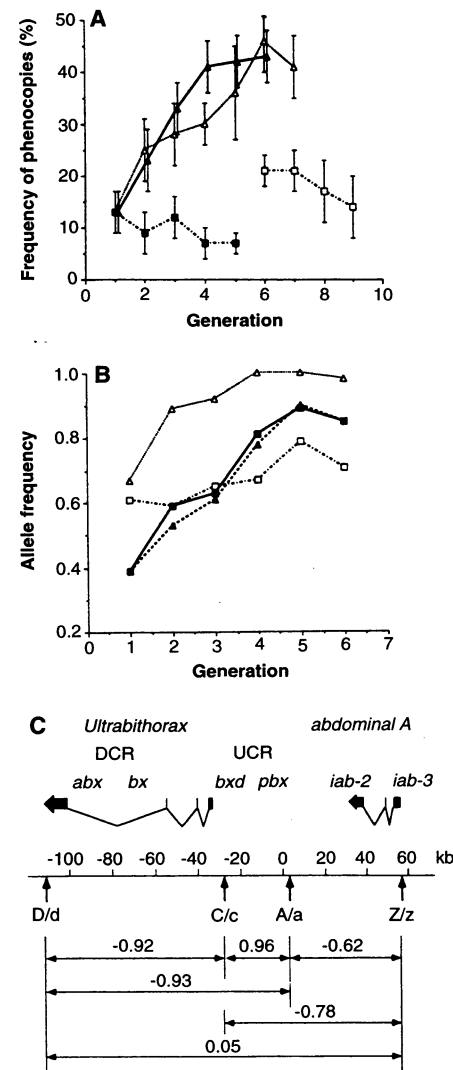 A
50
40
30
20
10
0
0 2 4 6 8 10
Frequency of phenocopies (%)
Generation
B
1.0
0.8
0.6
0.4
0.2
0 1 2 3 4 5 6 7
Allele frequency
Generation
C
Ultrabithorax abdominal A
DCR UCR
abx bx bxd pbx iab-2 iab-3
-100 -80 -60 -40 -20 0 20 40 60 kb
D/d C/c A/a Z/z
-0.92 0.96 -0.62
-0.93
-0.78
0.05